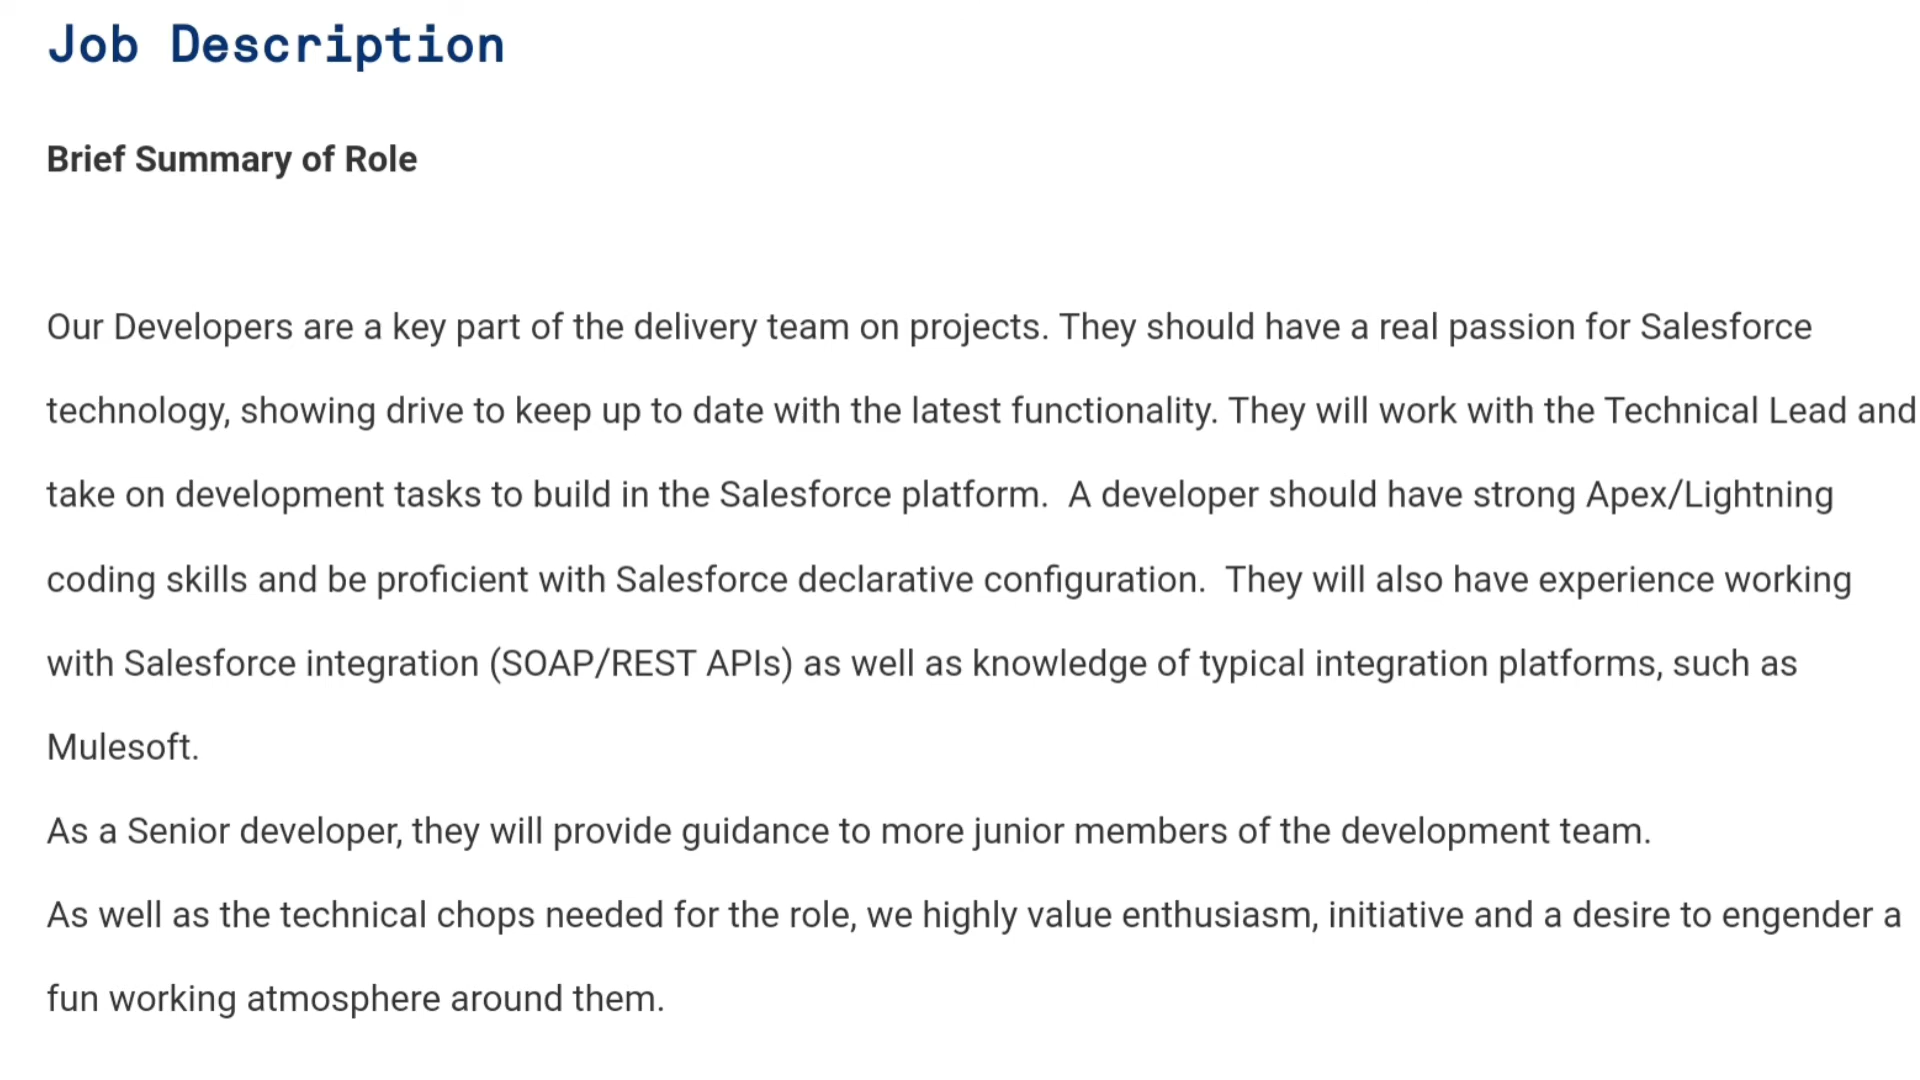 Job Description
Brief Summary of Role
Our Developers are a key part of the delivery team on projects. They should have a real passion for Salesforce
technology, showing drive to keep up to date with the latest functionality. They will work with the Technical Lead and
take on development tasks to build in the Salesforce platform.  A developer should have strong Apex/Lightning
coding skills and be proficient with Salesforce declarative configuration.  They will also have experience working
with Salesforce integration (SOAP/REST APIs) as well as knowledge of typical integration platforms, such as
Mulesoft.
As a Senior developer, they will provide guidance to more junior members of the development team.
As well as the technical chops needed for the role, we highly value enthusiasm, initiative and a desire to engender a
fun working atmosphere around them.